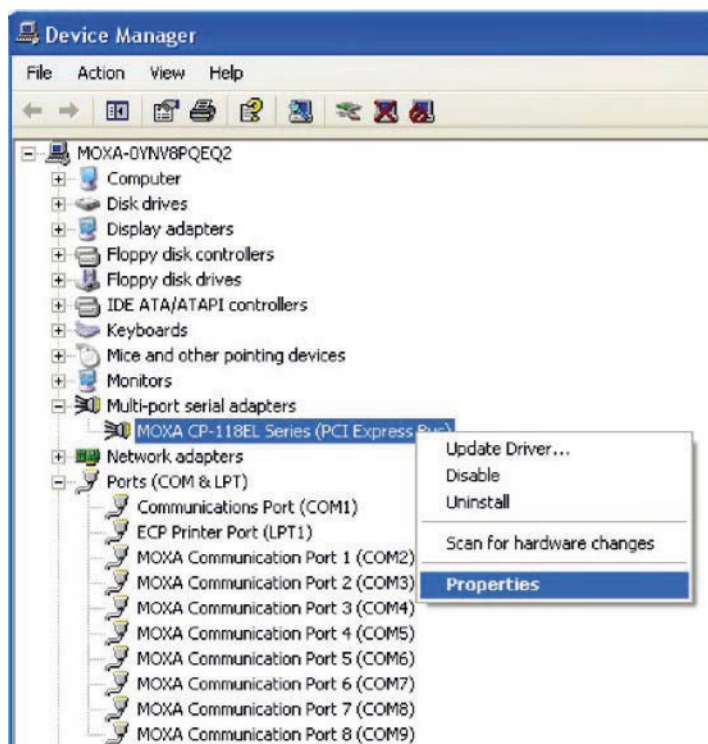 Device Manager
File Action View Help
MOXA-0YNV8PQEQ2
Computer
Disk drives
Display adapters
Floppy disk controllers
Floppy disk drives
IDE ATA/ATAPI controllers
Keyboards
Mice and other pointing devices
Monitors
Multi-port serial adapters
MOXA CP-118EL Series (PCI Express Bus)
Update Driver...
Disable
Uninstall
Scan for hardware changes
Properties
Network adapters
Ports (COM & LPT)
Communications Port (COM1)
ECP Printer Port (LPT1)
MOXA Communication Port 1 (COM2)
MOXA Communication Port 2 (COM3)
MOXA Communication Port 3 (COM4)
MOXA Communication Port 4 (COM5)
MOXA Communication Port 5 (COM6)
MOXA Communication Port 6 (COM7)
MOXA Communication Port 7 (COM8)
MOXA Communication Port 8 (COM9)